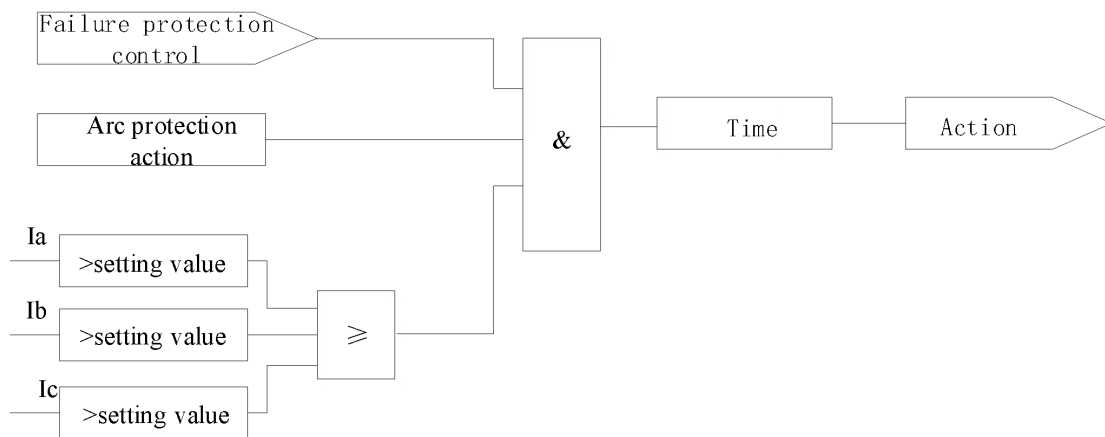 Failure protection
control
Arc protection
action
&
Time
Action
Ia
>setting value
Ib
>setting value
≥
Ic
>setting value